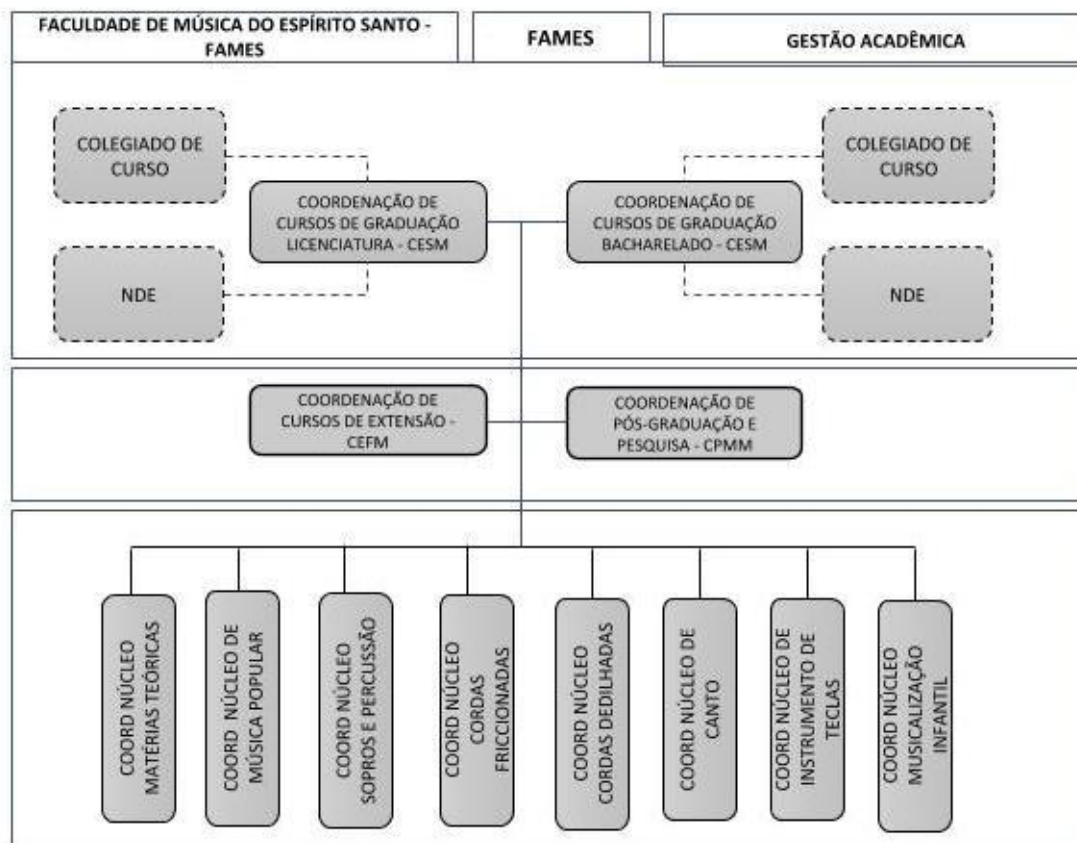 FACULDADE DE MÚSICA DO ESPÍRITO SANTO -
FAMES
FAMES
GESTÃO ACADÊMICA
COLEGIADO DE
CURSO
COLEGIADO DE
CURSO
COORDENAÇÃO DE
CURSOS DE GRADUAÇÃO
LICENCIATURA - CESM
COORDENAÇÃO DE
CURSOS DE GRADUAÇÃO
BACHARELADO - CESM
NDE
NDE
COORDENAÇÃO DE
CURSOS DE EXTENSÃO -
CEFM
COORDENAÇÃO DE
PÓS-GRADUAÇÃO E
PESQUISA - CPMM
COORD NÚCLEO
MATÉRIAS TEÓRICAS
COORD NÚCLEO DE
MÚSICA POPULAR
COORD NÚCLEO
SOPROS E PERCUSSÃO
COORD NÚCLEO
CORDAS
FRICCIONADAS
COORD NÚCLEO
CORDAS DEDILHADAS
COORD NÚCLEO DE
CANTO
COORD NÚCLEO DE
INSTRUMENTO DE
TECLAS
COORD NÚCLEO
MUSICALIZAÇÃO
INFANTIL